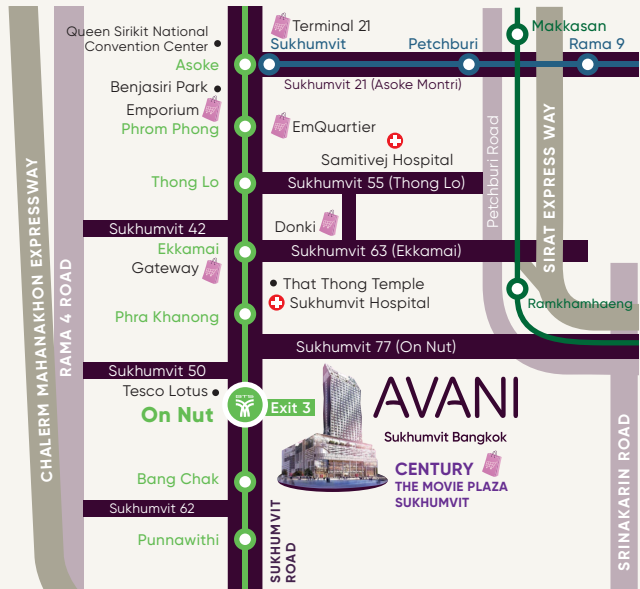 Queen Sirikit National
Convention Center
Terminal 21
Makkasan
Sukhumvit
Petchburi
Rama 9
Asoke
Benjasiri Park
Sukhumvit 21 (Asoke Montri)
Emporium
EmQuartier
Phrom Phong
Samitivej Hospital
Petchburi Road
SIRAT EXPRESS WAY
Thong Lo
Sukhumvit 55 (Thong Lo)
Sukhumvit 42
Donki
Ekkamai
Sukhumvit 63 (Ekkamai)
Gateway
CHALERM MAHANAKHON EXPRESSWAY
RAMA 4 ROAD
That Thong Temple
Sukhumvit Hospital
Ramkhamhaeng
Phra Khanong
Sukhumvit 77 (On Nut)
Sukhumvit 50
Tesco Lotus
On Nut
BTS
Exit 3
AVANI
Sukhumvit Bangkok
CENTURY
THE MOVIE PLAZA
SUKHUMVIT
SRINAKARIN ROAD
Bang Chak
Sukhumvit 62
Punnawithi
SUKHUMVIT
ROAD